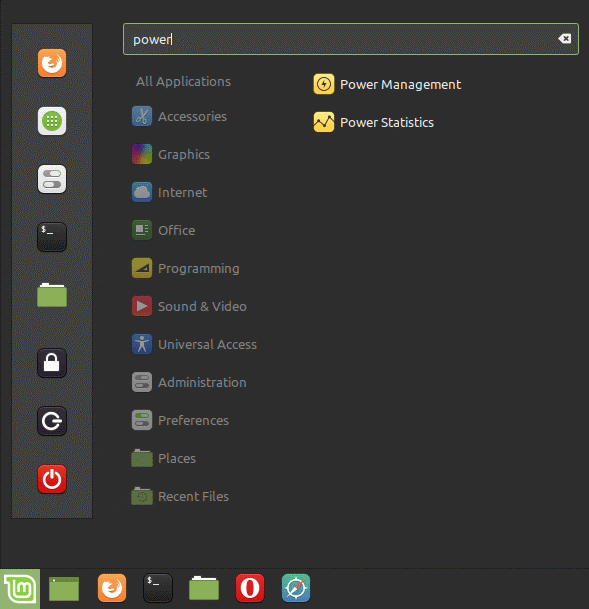 power
All Applications
Accessories
Graphics
Internet
Office
Programming
Sound & Video
Universal Access
Administration
Preferences
Places
Recent Files
Power Management
Power Statistics
$_
$_